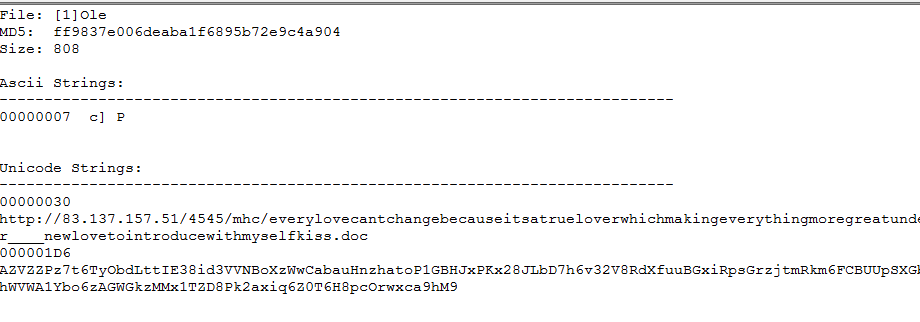 File: [1]Ole
MD5:  ff9837e006deaba1f6895b72e9c4a904
Size: 808
Ascii Strings:
---------------------------------------------------------------------------
00000007  c] P
Unicode Strings:
---------------------------------------------------------------------------
00000030
http://83.137.157.51/4545/mhc/everylovecantchangebecauseitsatrueloverwhichmakingeverythingmoregreatunde
r____newlovetointroducewithmyselfkiss.doc
000001D6
AZVZZPz7t6TyObdLttIE38id3VVNBoXzWwCabauHnzhatoP1GBHJxPKx28JLbD7h6v32V8RdXfuuBGxiRpsGrzjtmRkm6FCBUUpSXG
hWVWA1Ybo6zAGWGkzMMx1TZD8Pk2axiq6Z0T6H8pcOrwxca9hM9